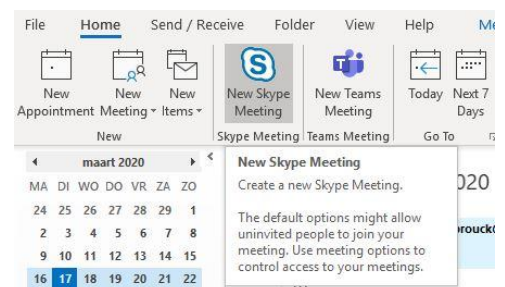 File Home Send / Receive Folder View Help
New Appointment New Meeting New Items New Skype Meeting New Teams Meeting Today Next 7 Days
New Skype Meeting Teams Meeting Go To
maart 2020
MA DI WO DO VR ZA ZO
24 25 26 27 28 29 1
2 3 4 5 6 7 8
9 10 11 12 13 14 15
16 17 18 19 20 21 22
New Skype Meeting
Create a new Skype Meeting.
The default options might allow
uninvited people to join your
meeting. Use meeting options to
control access to your meetings.
020